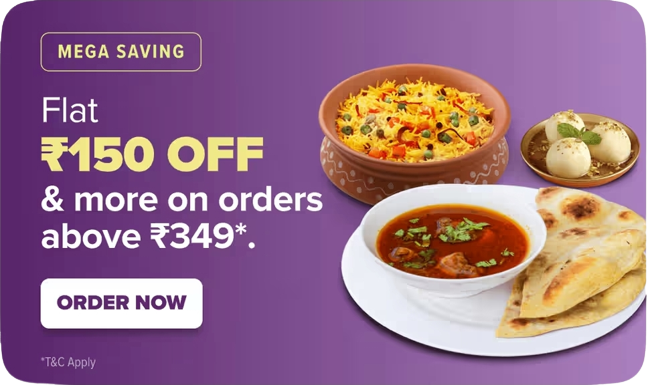 MEGA SAVING
Flat
₹150 OFF
& more on orders
above ₹349*.
ORDER NOW
*T&C Apply